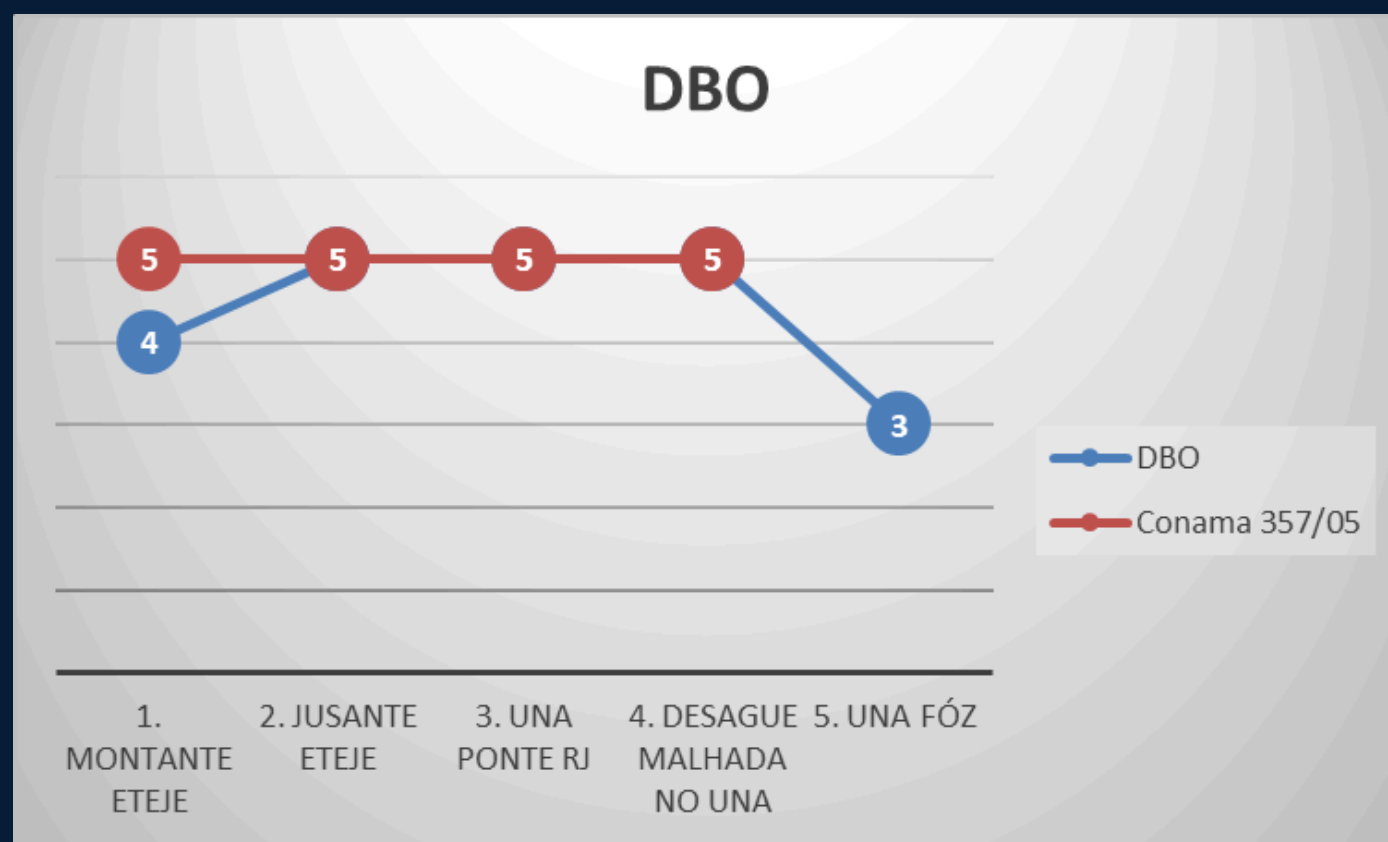 DBO
5 5 5 5
4
3
DBO
Conama 357/05
1.
MONTANTE
ETEJE
2. JUSANTE
ETEJE
3. UNA
PONTE RJ
4. DESAGUE
MALHADA
NO UNA
5. UNA FÓZ